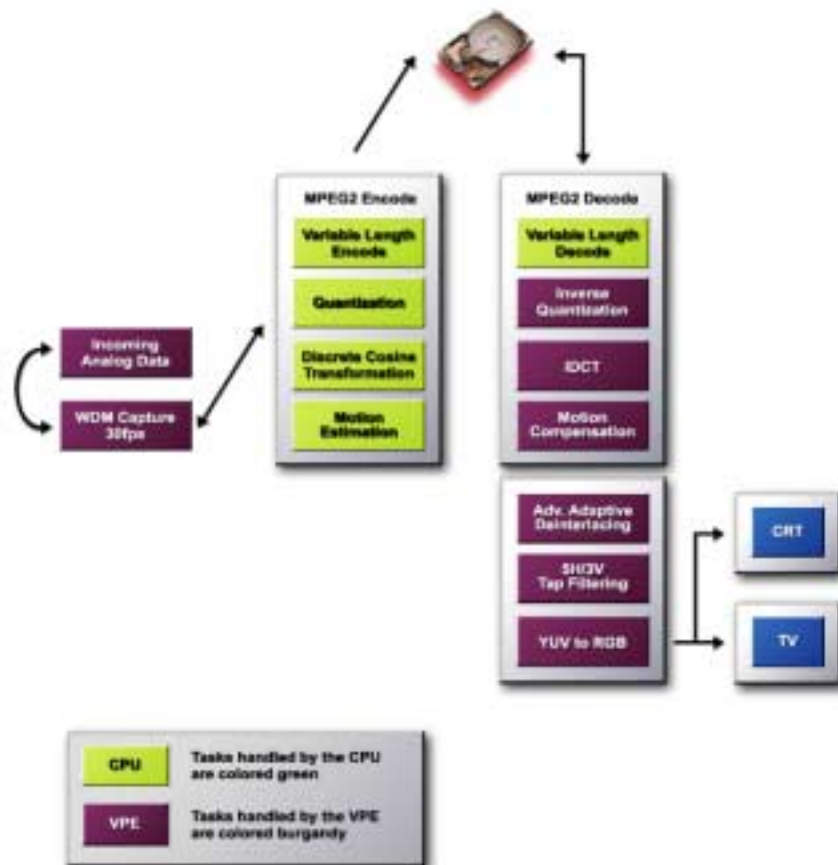 MPEG2 Encode
Variable Length
Encode
Quantization
Discrete Cosine
Transformation
Motion
Estimation
MPEG2 Decode
Variable Length
Decode
Inverse
Quantization
IDCT
Motion
Compensation
Incoming
Analog Data
WDM Capture
30fps
Adv. Adaptive
Deinterlacing
5H/3V
Tap Filtering
YUV to RGB
CRT
TV
CPU
Tasks handled by the CPU
are colored green
VPE
Tasks handled by the VPE
are colored burgandy